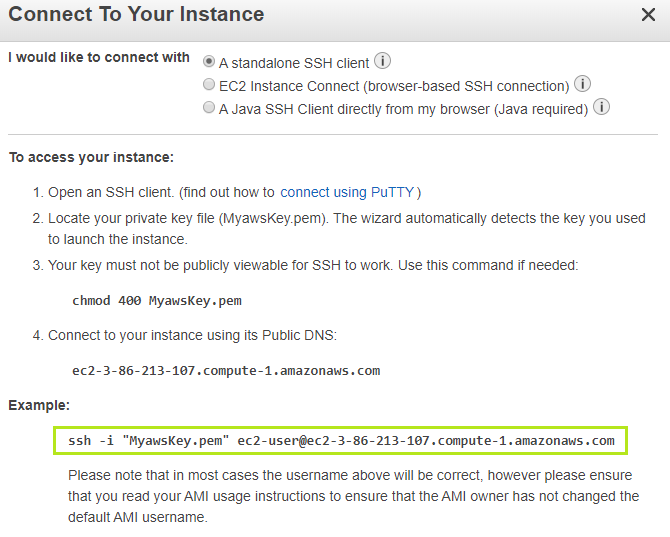 Connect To Your Instance
I would like to connect with
A standalone SSH client
EC2 Instance Connect (browser-based SSH connection)
A Java SSH Client directly from my browser (Java required)
To access your instance:
1. Open an SSH client. (find out how to connect using PuTTY)
2. Locate your private key file (MyawsKey.pem). The wizard automatically detects the key you used
to launch the instance.
3. Your key must not be publicly viewable for SSH to work. Use this command if needed:
chmod 400 MyawsKey.pem
4. Connect to your instance using its Public DNS:
ec2-3-86-213-107.compute-1.amazonaws.com
Example:
ssh -i "MyawsKey.pem" ec2-user@ec2-3-86-213-107.compute-1.amazonaws.com
Please note that in most cases the username above will be correct, however please ensure
that you read your AMI usage instructions to ensure that the AMI owner has not changed the
default AMI username.